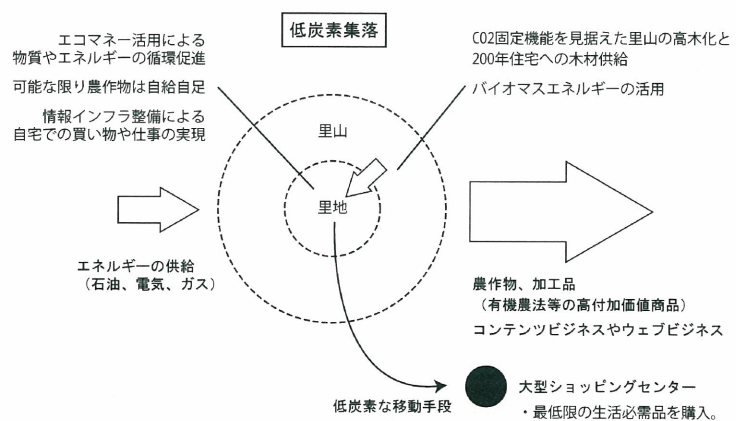 低炭素集落
エコマネー活用による
物質やエネルギーの循環促進
可能な限り農作物は自給自足
情報インフラ整備による
自宅での買い物や仕事の実現
CO2固定機能を見据えた里山の高木化と
200年住宅への木材供給
バイオマスエネルギーの活用
里山
里地
エネルギーの供給
（石油、電気、ガス）
農作物、加工品
（有機農法等の高付加価値商品）
コンテンツビジネスやウェブビジネス
大型ショッピングセンター
・最低限の生活必需品を購入。
低炭素な移動手段